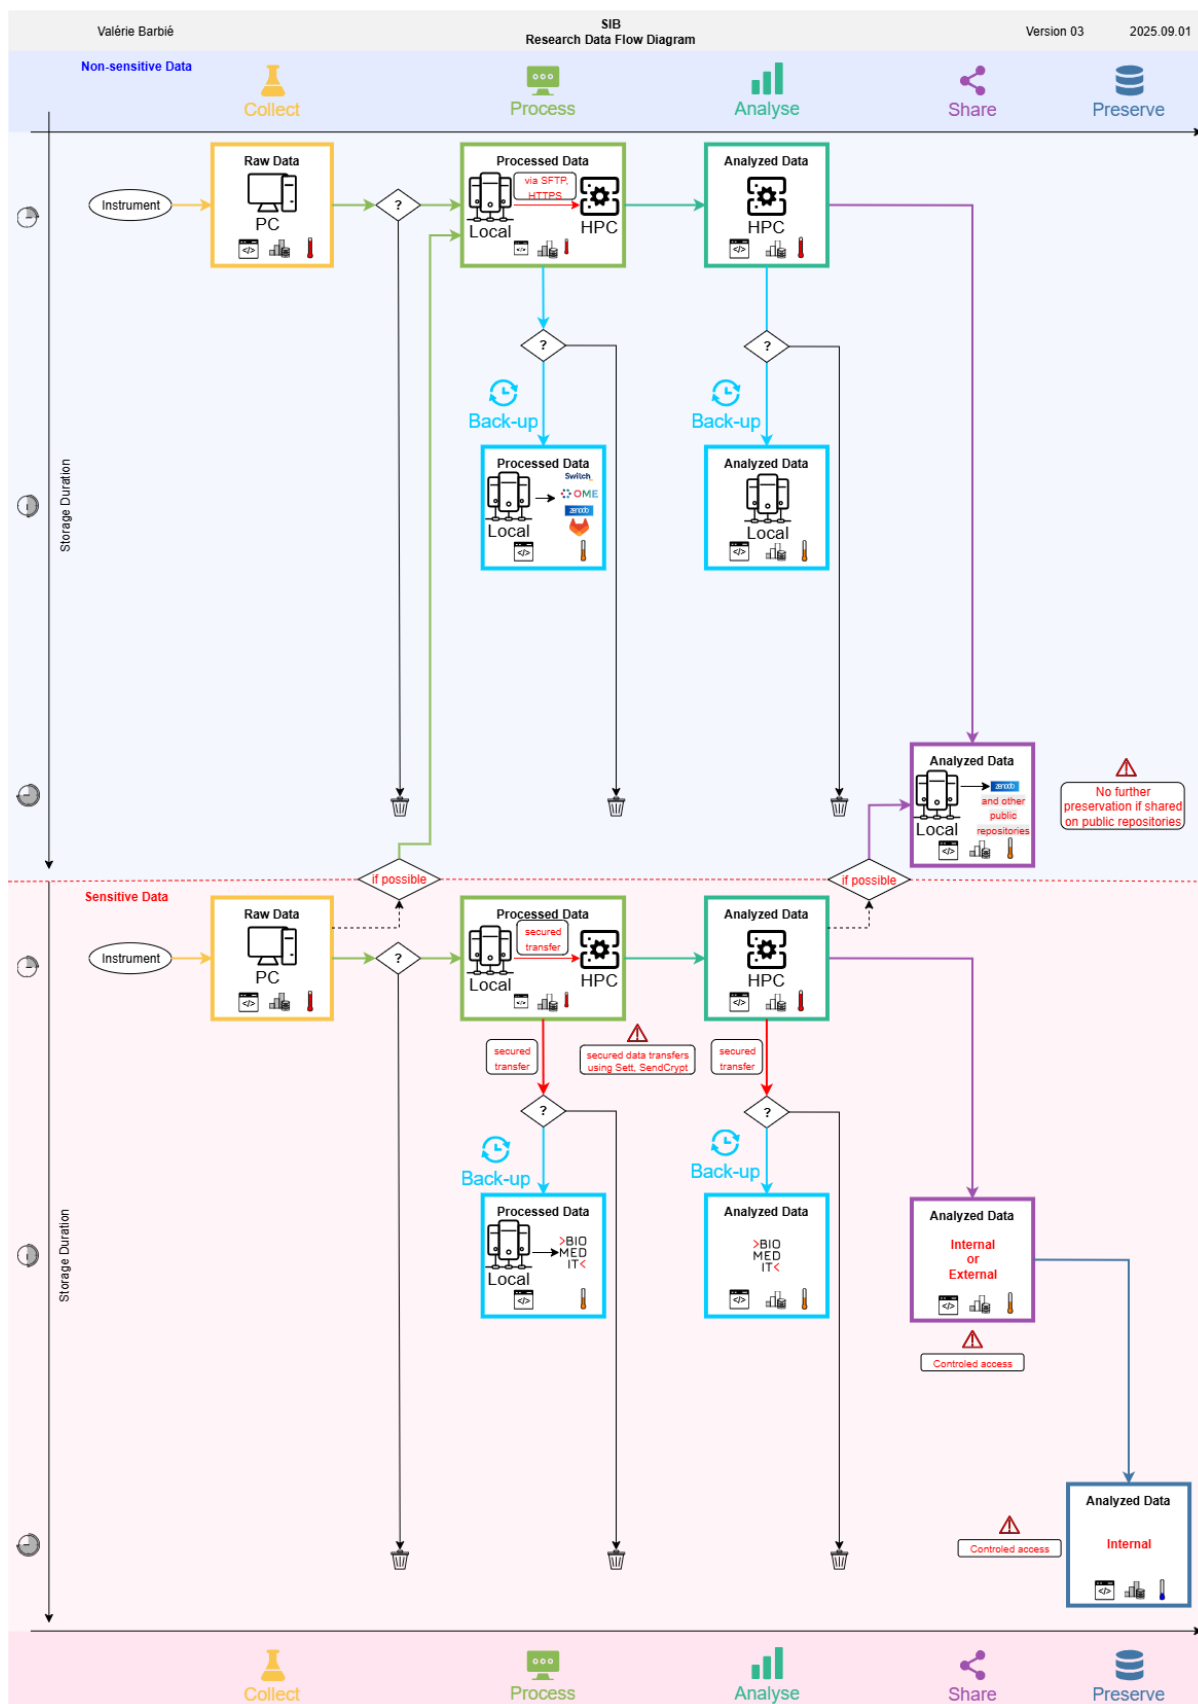 Valérie Barbié
SIB
Research Data Flow Diagram
Version 03
2025.09.01
Non-sensitive Data
Collect
Process
Analyse
Share
Preserve
Storage Duration
Instrument
Raw Data
PC
</>
?
Processed Data
via SFTP,
HTTPS
Local
HPC
</>
Analyzed Data
HPC
</>
?
?
Back-up
Back-up
Processed Data
Switch
OME
zenodo
Local
</>
Analyzed Data
Local
</>
Analyzed Data
zenodo
and other
public
repositories
Local
</>
No further
preservation if shared
on public repositories
if possible
if possible
Sensitive Data
Storage Duration
Instrument
Raw Data
PC
</>
?
Processed Data
secured
transfer
Local
HPC
</>
Analyzed Data
HPC
</>
secured
transfer
secured data transfers
using Sett, SendCrypt
secured
transfer
?
?
Back-up
Back-up
Processed Data
>BIO
MED
IT<
Local
</>
Analyzed Data
>BIO
MED
IT<
</>
Analyzed Data
Internal
or
External
</>
Controled access
Analyzed Data
Internal
</>
Controled access
Collect
Process
Analyse
Share
Preserve